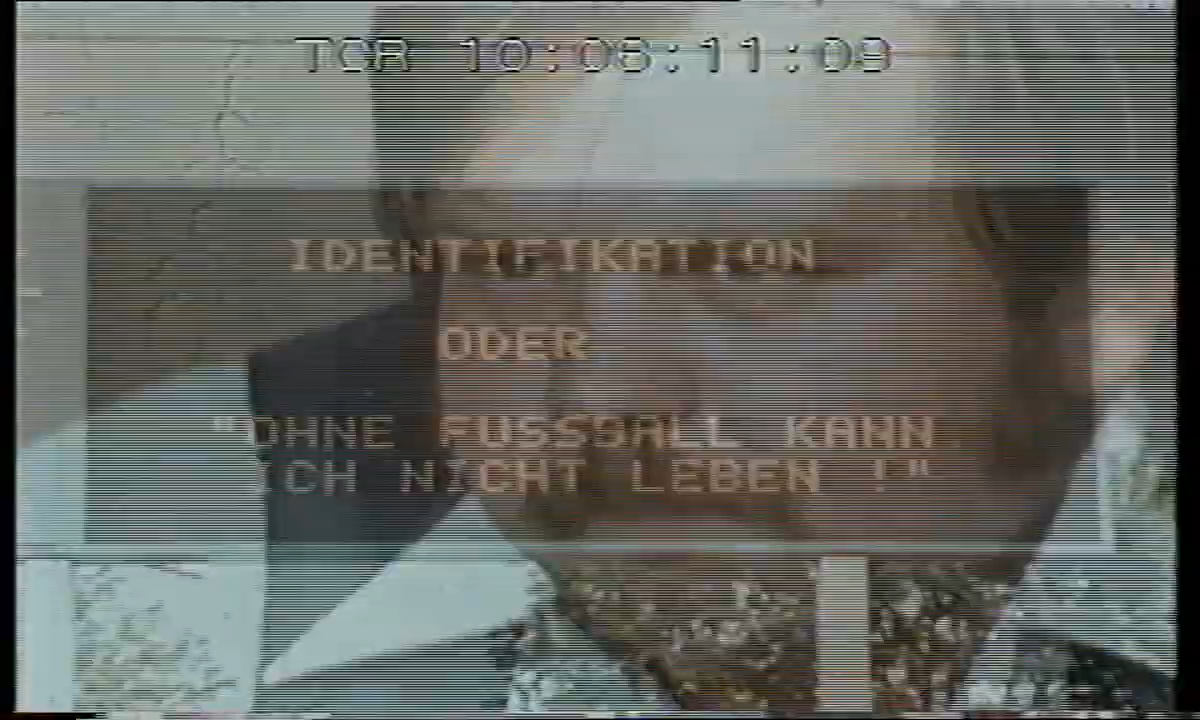 TCR 10:08:11:09
IDENTIFIKATION
ODER
"OHNE FUSSBALL KANN
ICH NICHT LEBEN !"